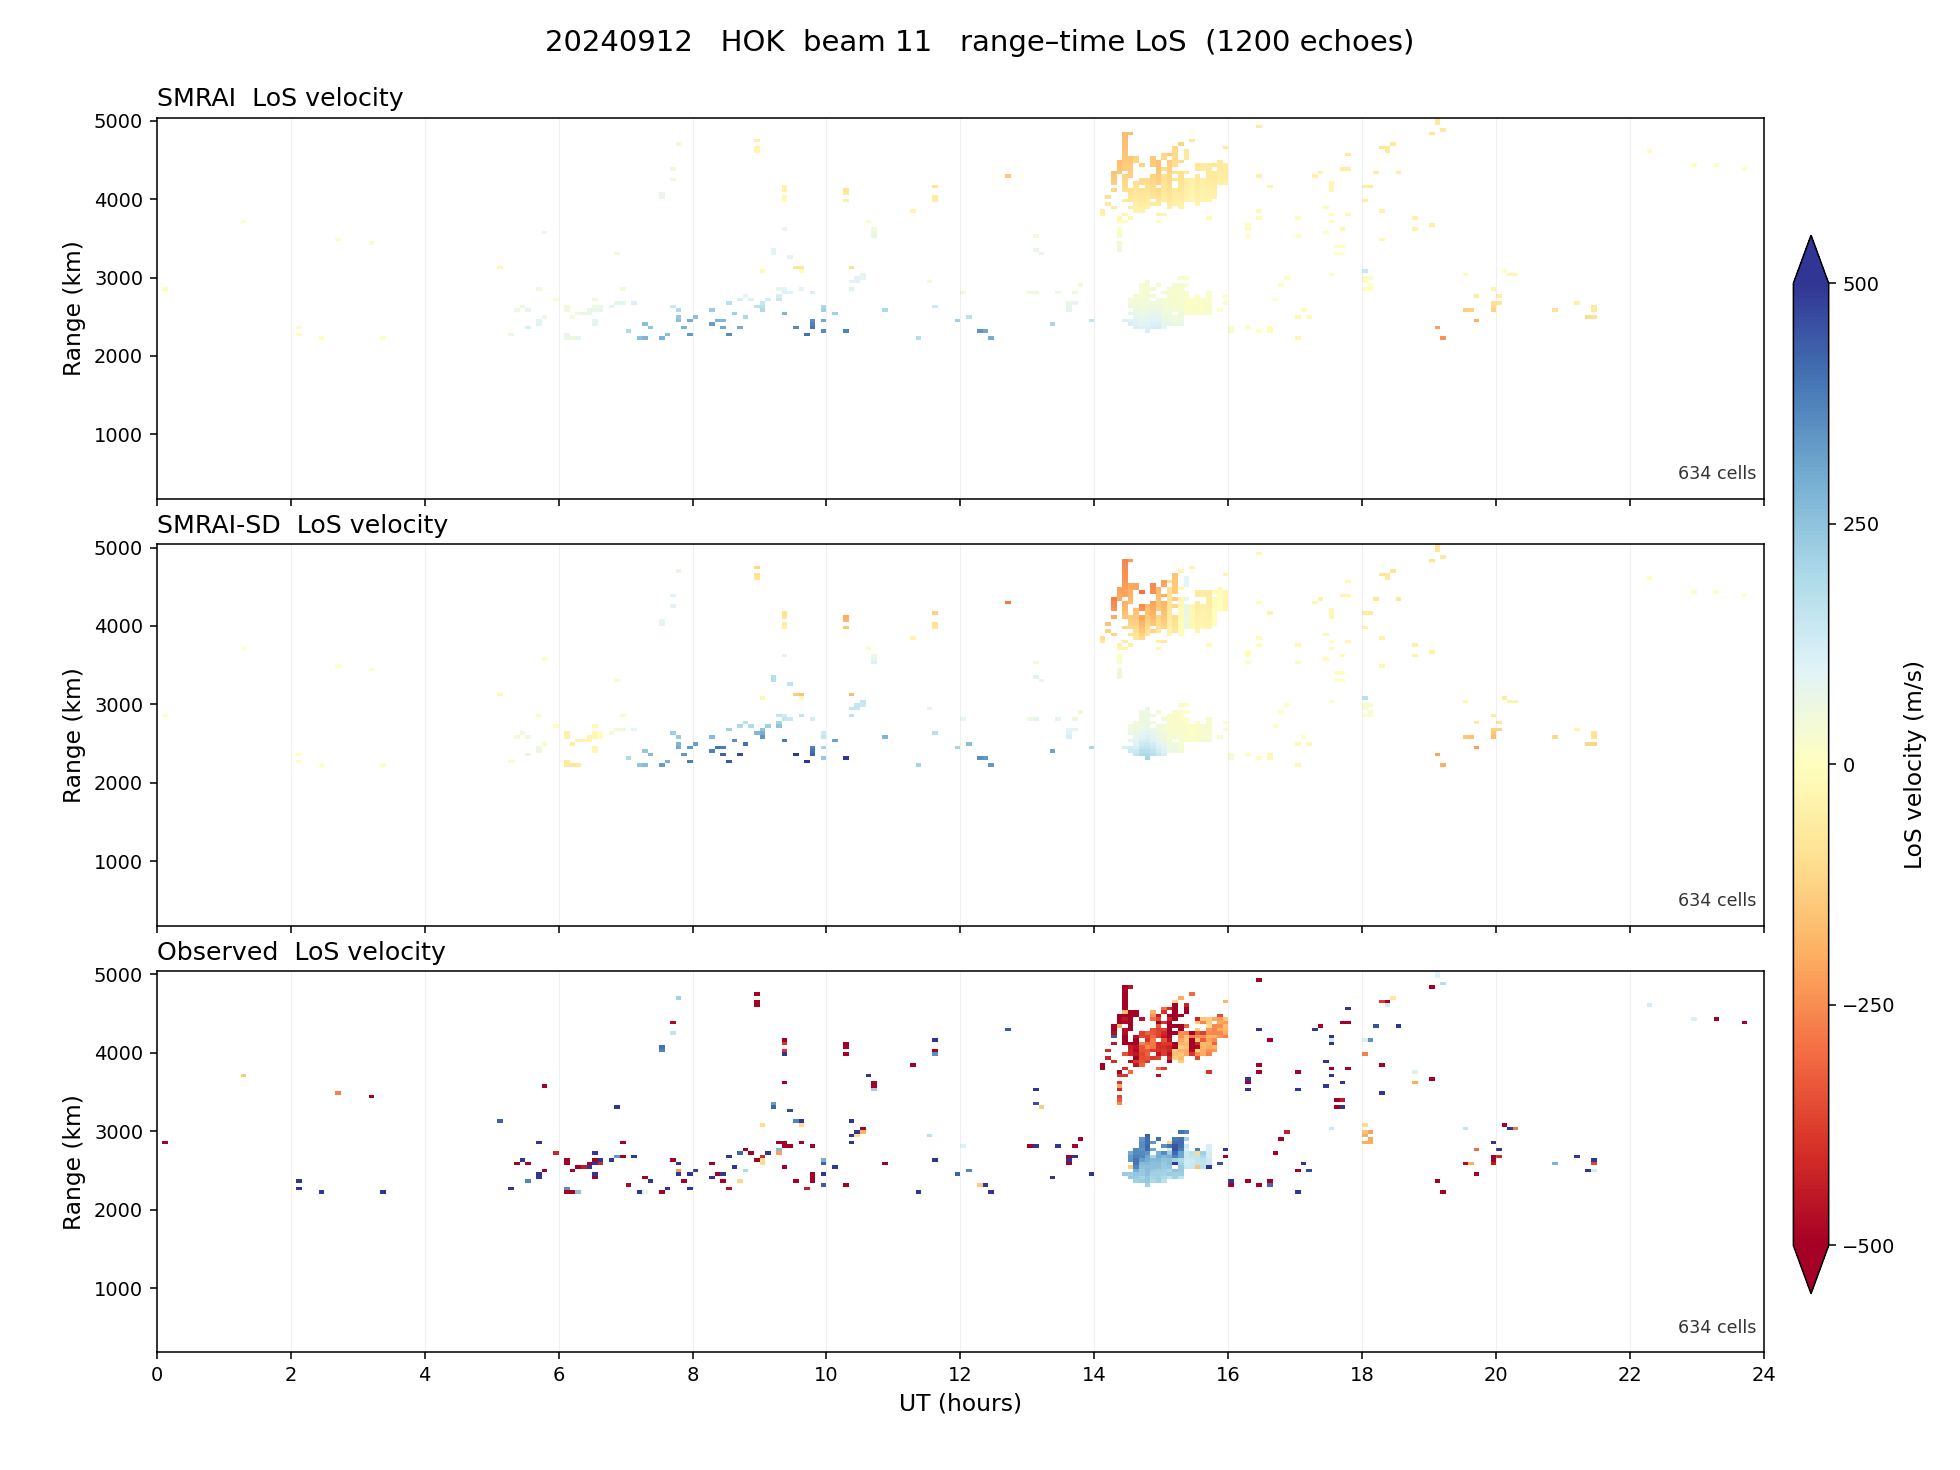 20240912   HOK  beam 11   range–time LoS  (1200 echoes)
SMRAI  LoS velocity
5000
4000
3000
2000
1000
Range (km)
634 cells
SMRAI-SD  LoS velocity
5000
4000
3000
2000
1000
Range (km)
634 cells
Observed  LoS velocity
5000
4000
3000
2000
1000
Range (km)
634 cells
0 2 4 6 8 10 12 14 16 18 20 22 24
UT (hours)
500
250
0
−250
−500
LoS velocity (m/s)